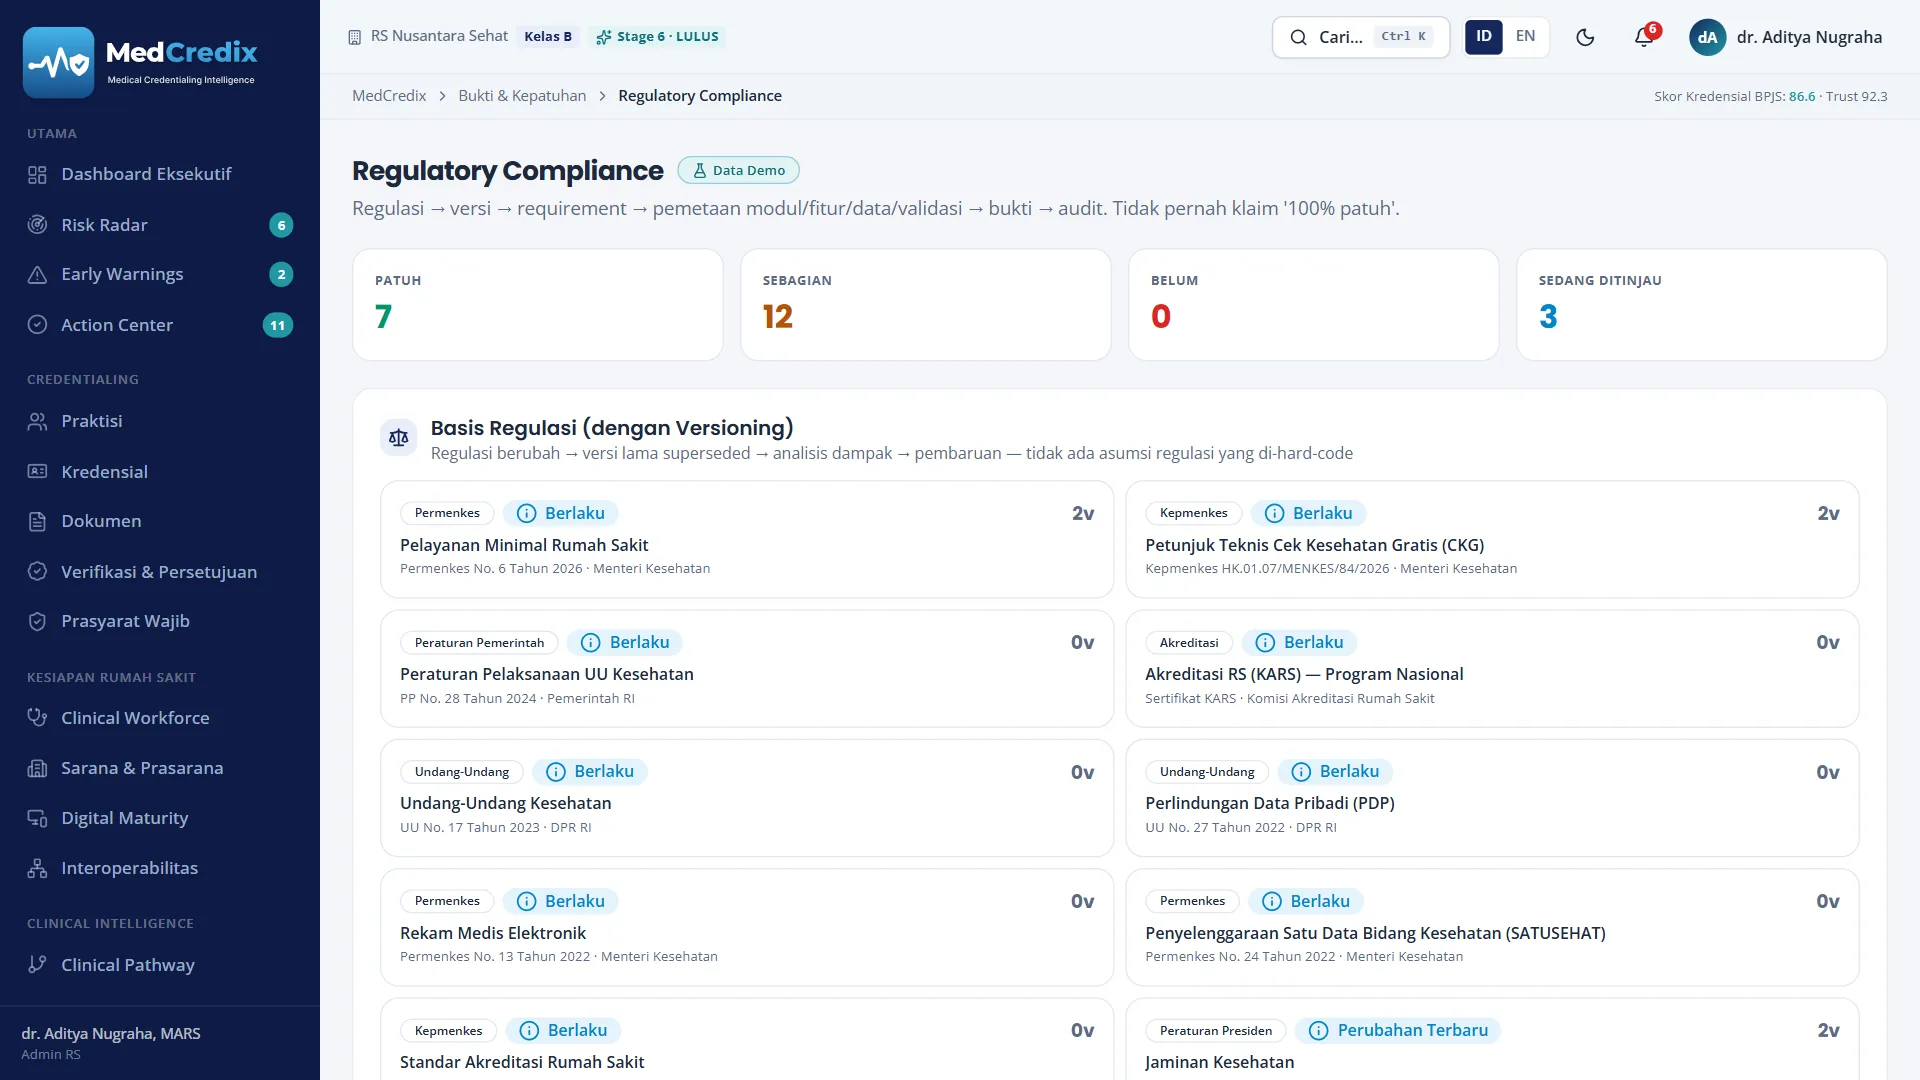 MedCredix
Medical Credentialing Intelligence
UTAMA
Dashboard Eksekutif
Risk Radar 6
Early Warnings 2
Action Center 11
CREDENTIALING
Praktisi
Kredensial
Dokumen
Verifikasi & Persetujuan
Prasyarat Wajib
KESIAPAN RUMAH SAKIT
Clinical Workforce
Sarana & Prasarana
Digital Maturity
Interoperabilitas
CLINICAL INTELLIGENCE
Clinical Pathway
dr. Aditya Nugraha, MARS
Admin RS
RS Nusantara Sehat Kelas B Stage 6 · LULUS
Cari... Ctrl K ID EN 6 dA dr. Aditya Nugraha
MedCredix > Bukti & Kepatuhan > Regulatory Compliance
Skor Kredensial BPJS: 86.6 · Trust 92.3
Regulatory Compliance Data Demo
Regulasi → versi → requirement → pemetaan modul/fitur/data/validasi → bukti → audit. Tidak pernah klaim '100% patuh'.
PATUH
7
SEBAGIAN
12
BELUM
0
SEDANG DITINJAU
3
Basis Regulasi (dengan Versioning)
Regulasi berubah → versi lama superseded → analisis dampak → pembaruan — tidak ada asumsi regulasi yang di-hard-code
Permenkes Berlaku 2v
Pelayanan Minimal Rumah Sakit
Permenkes No. 6 Tahun 2026 · Menteri Kesehatan
Kepmenkes Berlaku 2v
Petunjuk Teknis Cek Kesehatan Gratis (CKG)
Kepmenkes HK.01.07/MENKES/84/2026 · Menteri Kesehatan
Peraturan Pemerintah Berlaku 0v
Peraturan Pelaksanaan UU Kesehatan
PP No. 28 Tahun 2024 · Pemerintah RI
Akreditasi Berlaku 0v
Akreditasi RS (KARS) — Program Nasional
Sertifikat KARS · Komisi Akreditasi Rumah Sakit
Undang-Undang Berlaku 0v
Undang-Undang Kesehatan
UU No. 17 Tahun 2023 · DPR RI
Undang-Undang Berlaku 0v
Perlindungan Data Pribadi (PDP)
UU No. 27 Tahun 2022 · DPR RI
Permenkes Berlaku 0v
Rekam Medis Elektronik
Permenkes No. 13 Tahun 2022 · Menteri Kesehatan
Permenkes Berlaku 0v
Penyelenggaraan Satu Data Bidang Kesehatan (SATUSEHAT)
Permenkes No. 24 Tahun 2022 · Menteri Kesehatan
Kepmenkes Berlaku 0v
Standar Akreditasi Rumah Sakit
Peraturan Presiden Perubahan Terbaru 2v
Jaminan Kesehatan